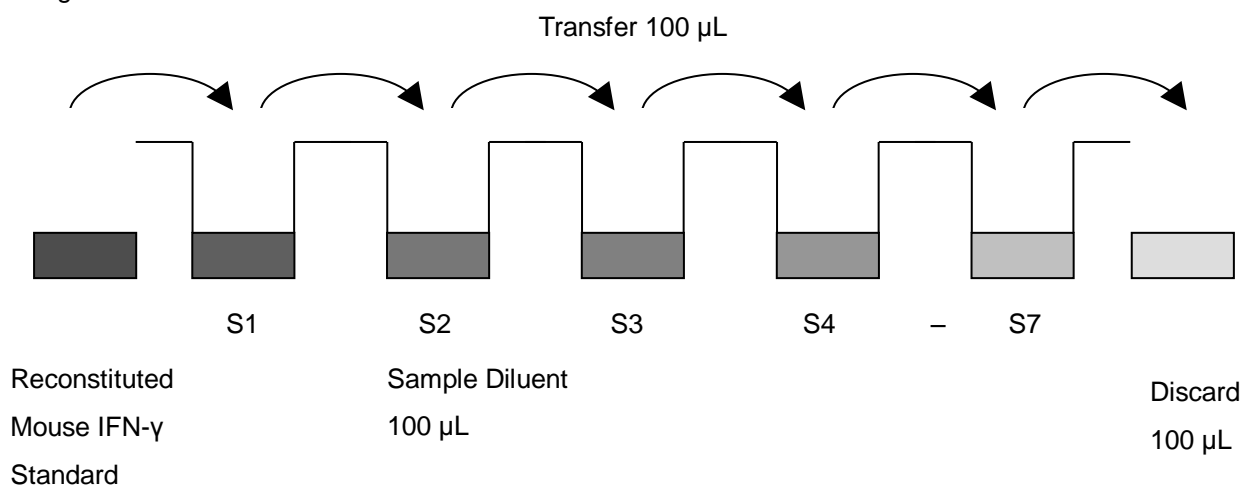 Transfer 100 µL
S1 S2 S3 S4 – S7
Reconstituted
Mouse IFN-γ
Standard
Sample Diluent
100 µL
Discard
100 µL